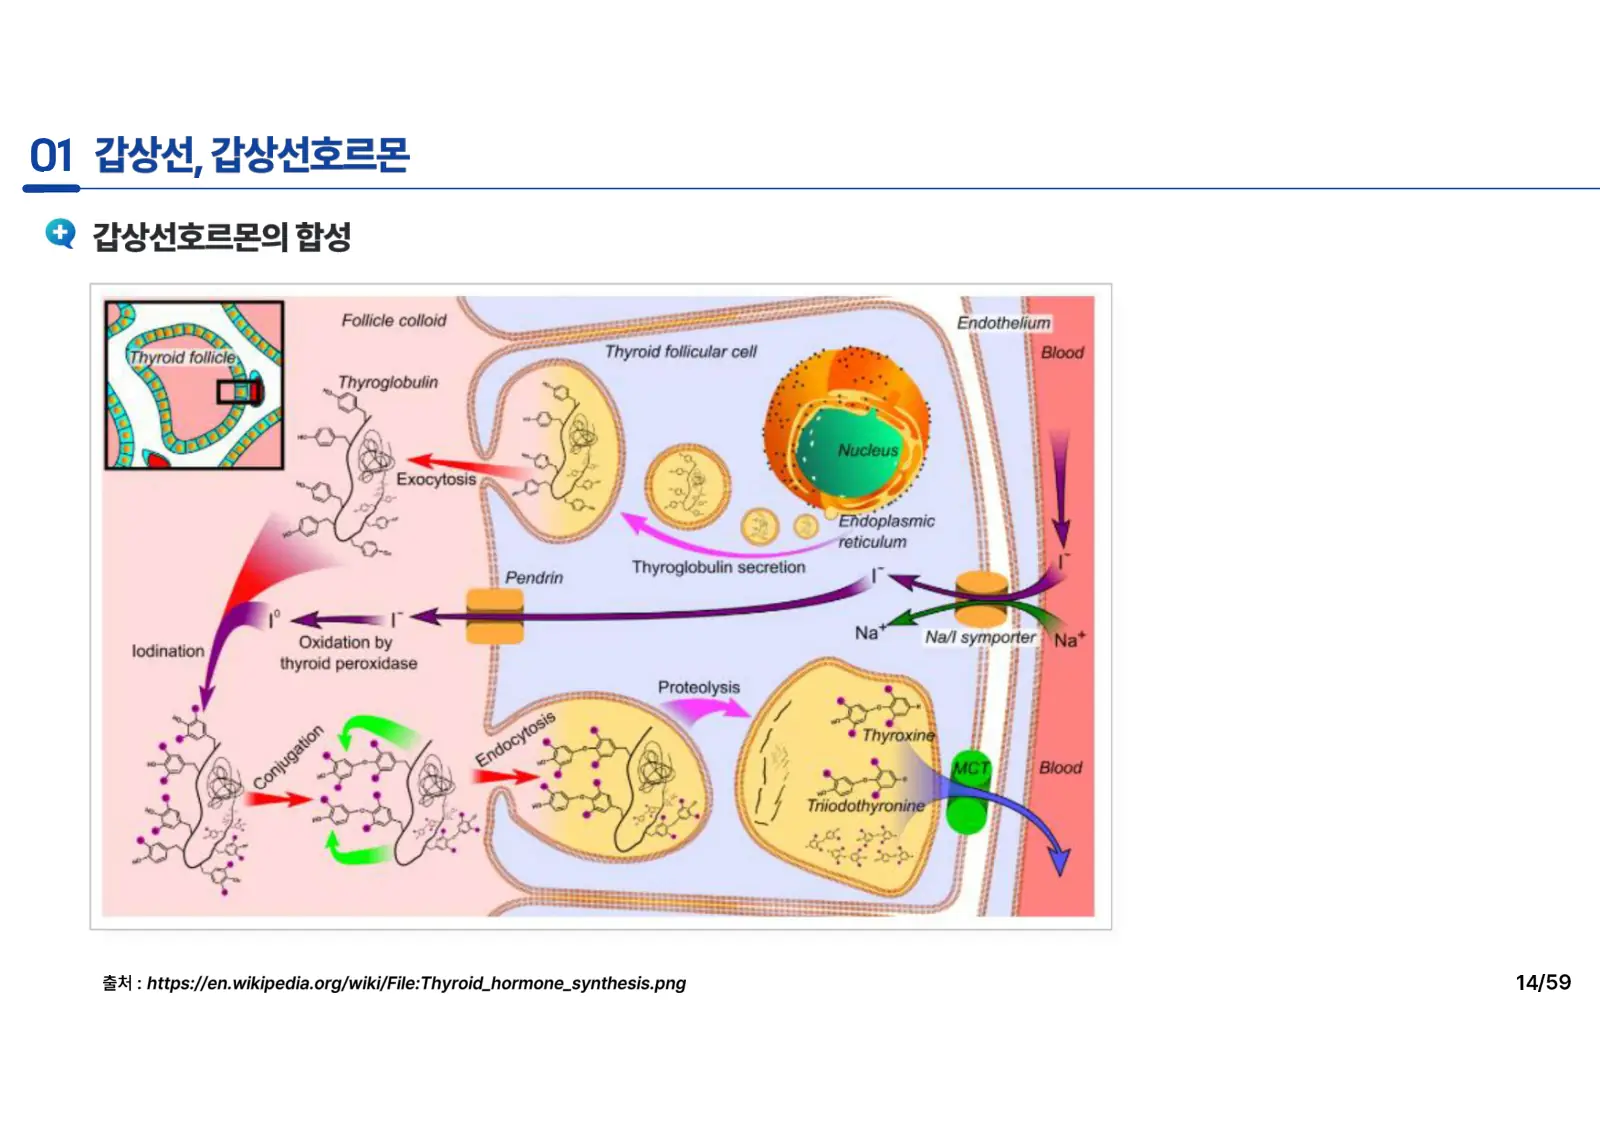 01 갑상선, 갑상선호르몬
갑상선호르몬의 합성
Thyroid follicle
Follicle colloid
Thyroglobulin
Exocytosis
Thyroid follicular cell
Nucleus
Endoplasmic
reticulum
Thyroglobulin secretion
Endothelium
Blood
Pendrin
I⁻
I⁻
I⁻
I⁰
Na⁺
Na/I symporter
Na⁺
Oxidation by
thyroid peroxidase
Iodination
Conjugation
Endocytosis
Proteolysis
Thyroxine
Triiodothyronine
MCT
Blood
출처 : https://en.wikipedia.org/wiki/File:Thyroid_hormone_synthesis.png
14/59